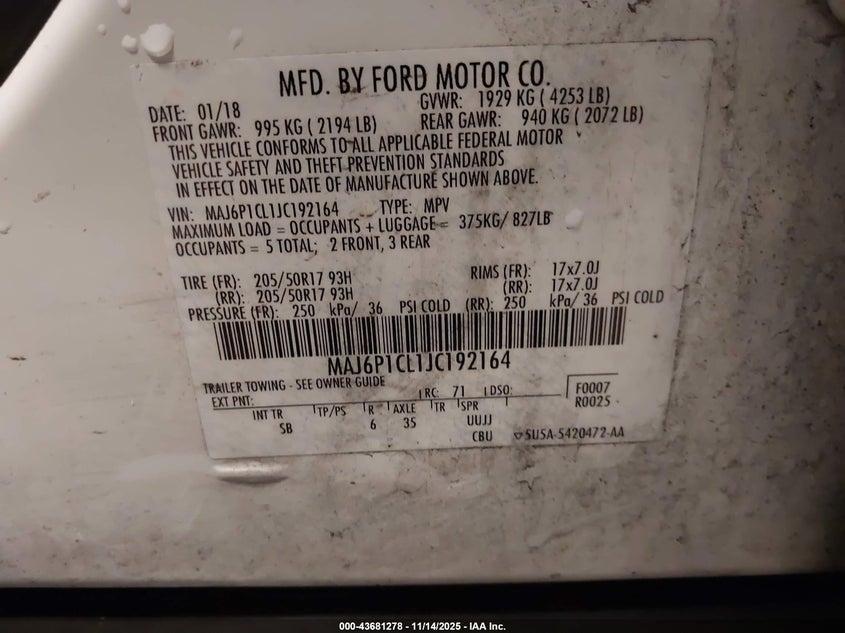 MFD. BY FORD MOTOR CO.
DATE: 01/18 GVWR: 1929 KG ( 4253 LB)
FRONT GAWR: 995 KG ( 2194 LB) REAR GAWR: 940 KG ( 2072 LB)
THIS VEHICLE CONFORMS TO ALL APPLICABLE FEDERAL MOTOR
VEHICLE SAFETY AND THEFT PREVENTION STANDARDS
IN EFFECT ON THE DATE OF MANUFACTURE SHOWN ABOVE.
VIN: MAJ6P1CL1JC192164 TYPE: MPV
MAXIMUM LOAD = OCCUPANTS + LUGGAGE = 375KG/ 827LB
OCCUPANTS = 5 TOTAL; 2 FRONT, 3 REAR
TIRE (FR): 205/50R17 93H RIMS (FR): 17x7.0J
(RR): 205/50R17 93H (RR): 17x7.0J
PRESSURE (FR): 250 kPa/ 36 PSI COLD (RR): 250 kPa/ 36 PSI COLD
MAJ6P1CL1JC192164
TRAILER TOWING - SEE OWNER GUIDE
EXT PNT: RC: 71 DSO: F0007
R0025
INT TR TP/PS R AXLE TR SPR
SB 6 35 UUJJ
CBU 5U5A-5420472-AA
000-43681278 - 11/14/2025 - IAA Inc.